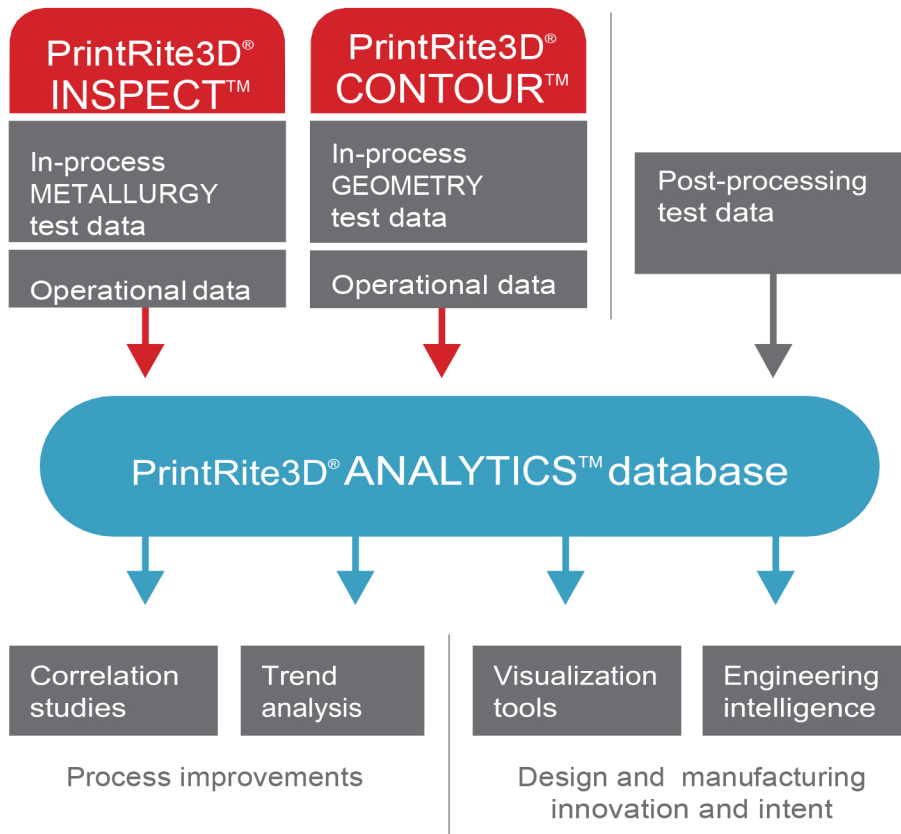 PrintRite3D®
INSPECT™
In-process
METALLURGY
test data
Operational data
PrintRite3D®
CONTOUR™
In-process
GEOMETRY
test data
Operational data
Post-processing
test data
PrintRite3D® ANALYTICS™ database
Correlation
studies
Trend
analysis
Process improvements
Visualization
tools
Engineering
intelligence
Design and manufacturing
innovation and intent